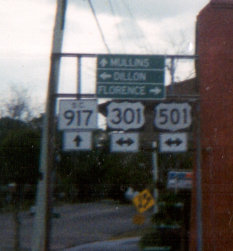 ↑ MULLINS
← DILLON
FLORENCE →
S.C.
917
301
501